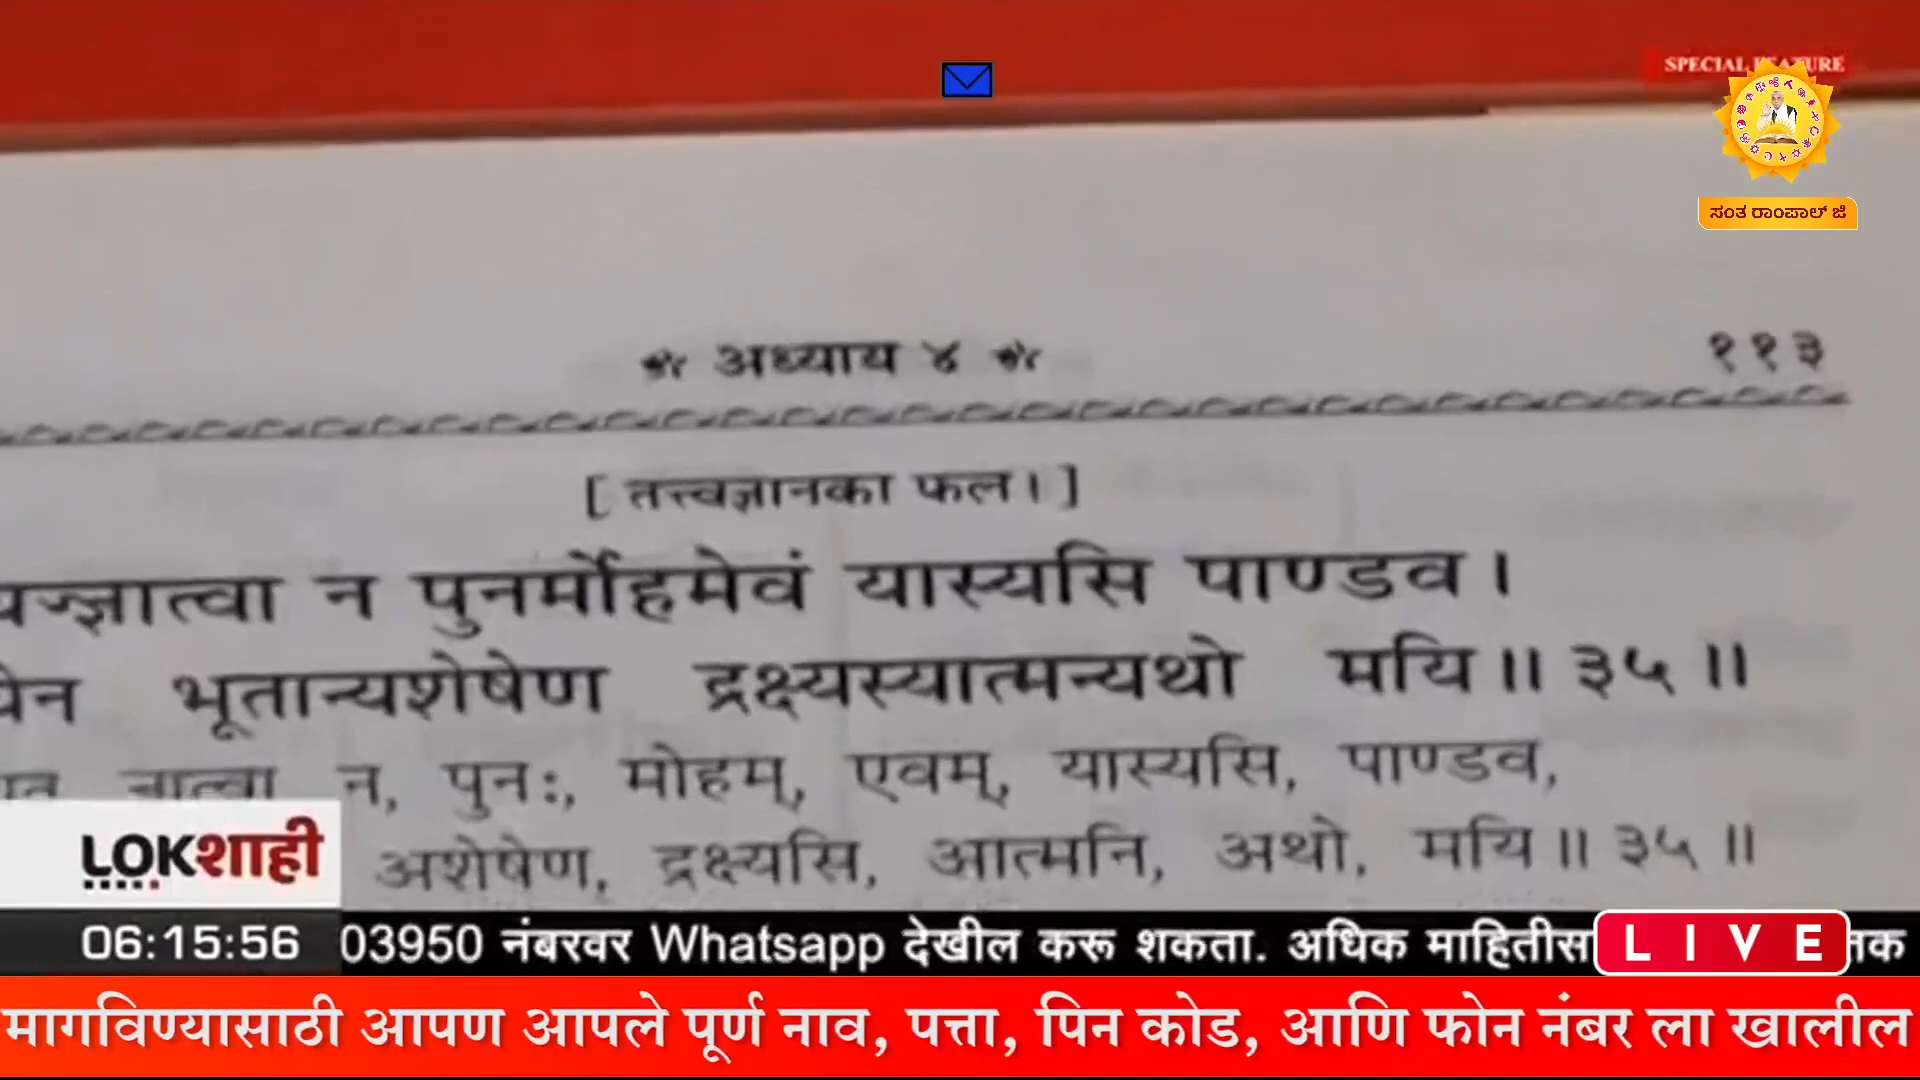 SPECIAL FEATURE
ಸಂತ ರಾಂಪಾಲ್ ಜಿ
* अध्याय ४ *
११३
[ तत्त्वज्ञानका फल। ]
यज्ज्ञात्वा न पुनर्मोहमेवं यास्यसि पाण्डव।
येन भूतान्यशेषेण द्रक्ष्यस्यात्मन्यथो मयि॥ ३५ ॥
ज्ञात्वा न, पुनः, मोहम्, एवम्, यास्यसि, पाण्डव,
अशेषेण, द्रक्ष्यसि, आत्मनि, अथो, मयि॥ ३५ ॥
LOKशाही
06:15:56
03950 नंबरवर Whatsapp देखील करू शकता. अधिक माहितीस
LIVE
मागविण्यासाठी आपण आपले पूर्ण नाव, पत्ता, पिन कोड, आणि फोन नंबर ला खालील